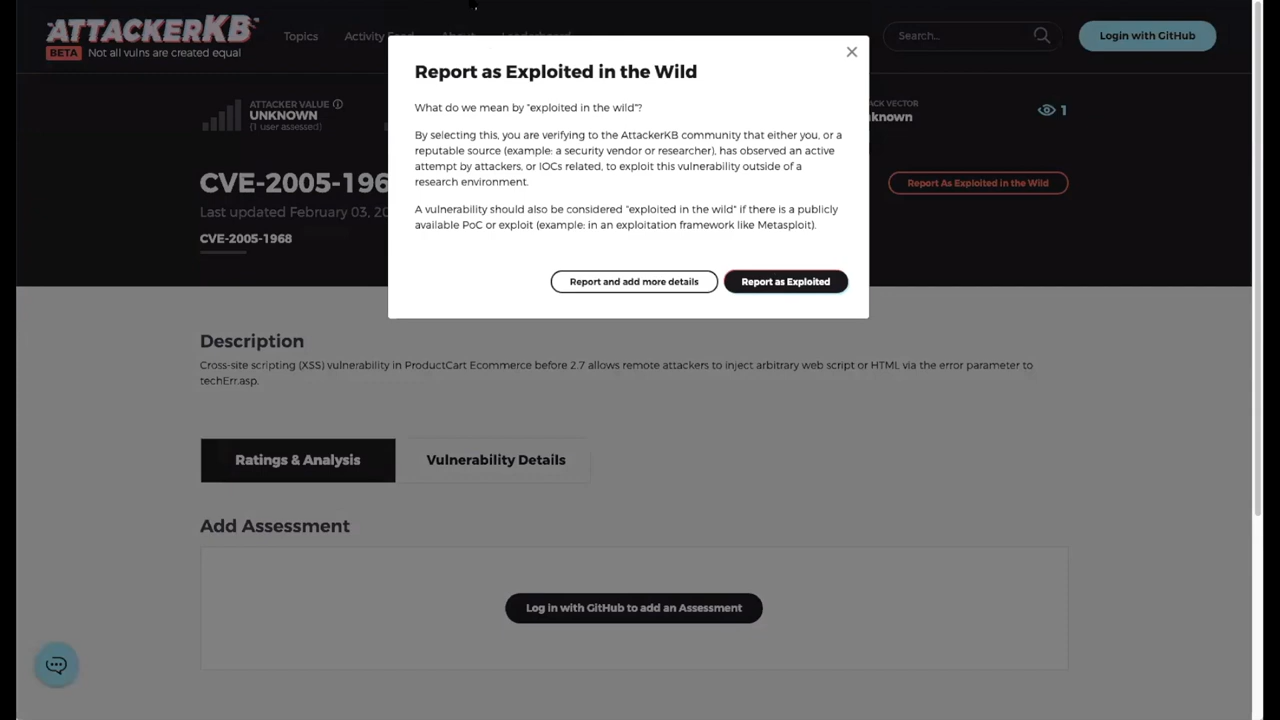 ATTACKERKB
BETA Not all vulns are created equal
Topics
Activity Feed
About
Leaderboard
Search...
Login with GitHub
Report as Exploited in the Wild
What do we mean by "exploited in the wild"?
By selecting this, you are verifying to the AttackerKB community that either you, or a
reputable source (example: a security vendor or researcher), has observed an active
attempt by attackers, or IOCs related, to exploit this vulnerability outside of a
research environment.
A vulnerability should also be considered "exploited in the wild" if there is a publicly
available PoC or exploit (example: in an exploitation framework like Metasploit).
Report and add more details
Report as Exploited
ATTACKER VALUE
UNKNOWN
(1 user assessed)
ACK VECTOR
known
1
CVE-2005-196
Report As Exploited in the Wild
Last updated February 03, 20
CVE-2005-1968
Description
Cross-site scripting (XSS) vulnerability in ProductCart Ecommerce before 2.7 allows remote attackers to inject arbitrary web script or HTML via the error parameter to
techErr.asp.
Ratings & Analysis
Vulnerability Details
Add Assessment
Log in with GitHub to add an Assessment